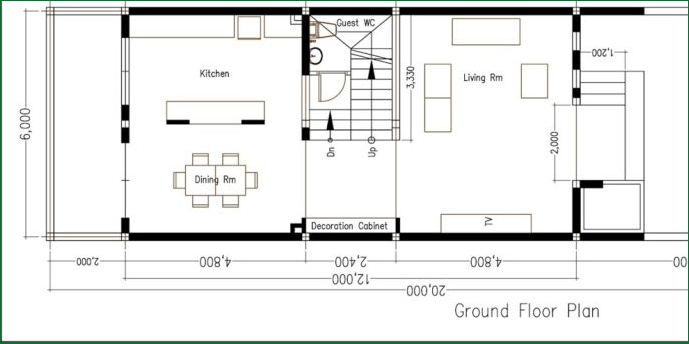 Guest WC
Kitchen
Living Rm
1,200
3,330
6,000
2,000
Dn
Up
Dining Rm
Decoration Cabinet
TV
2,000
4,800
2,400
4,800
00
12,000
20,000
Ground Floor Plan